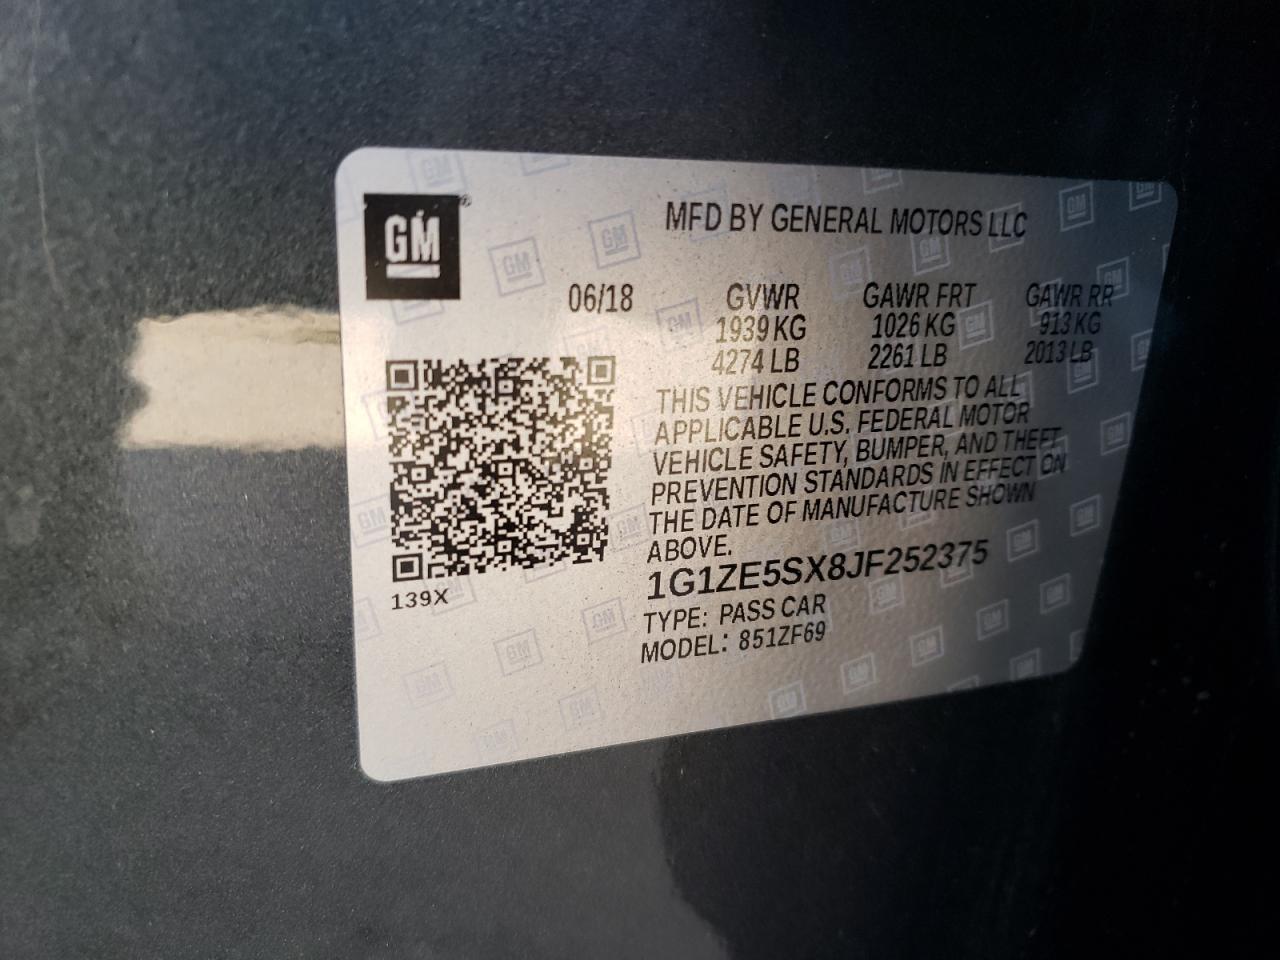 GM
MFD BY GENERAL MOTORS LLC
06/18 GVWR GAWR FRT GAWR RR
1939 KG 1026 KG 913 KG
4274 LB 2261 LB 2013 LB
THIS VEHICLE CONFORMS TO ALL
APPLICABLE U.S. FEDERAL MOTOR
VEHICLE SAFETY, BUMPER, AND THEFT
PREVENTION STANDARDS IN EFFECT ON
THE DATE OF MANUFACTURE SHOWN
ABOVE.
1G1ZE5SX8JF252375
139X
TYPE: PASS CAR
MODEL: 851ZF69